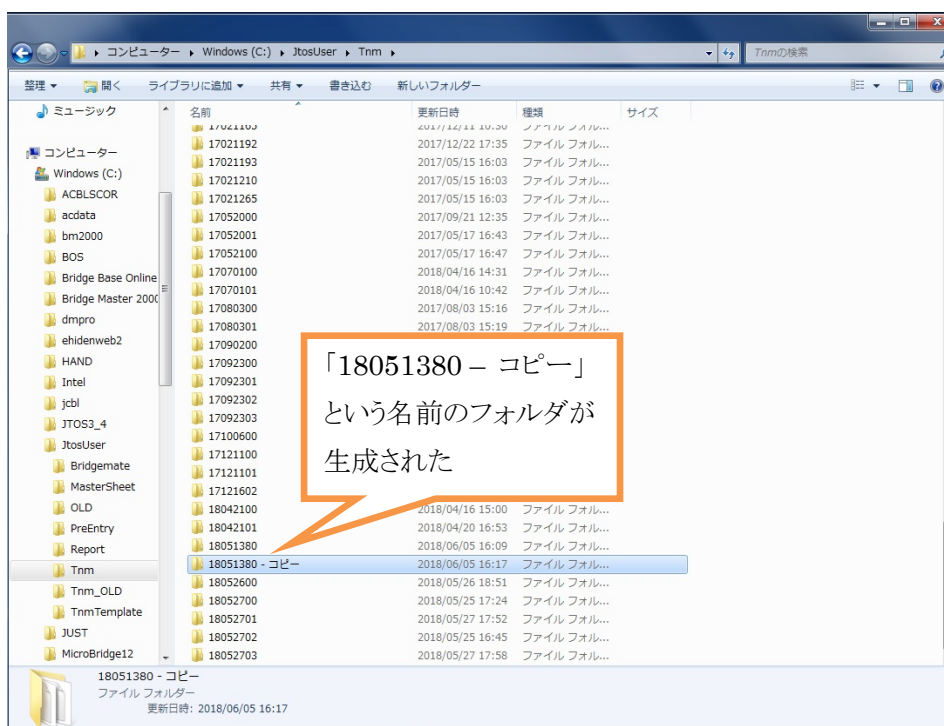 コンピューター ▸ Windows (C:) ▸ JtosUser ▸ Tnm ▸
Tnmの検索
整理 ▼ 開く ライブラリに追加 ▼ 共有 ▼ 書き込む 新しいフォルダー
ミュージック
コンピューター
Windows (C:)
ACBLSCOR
acdata
bm2000
BOS
Bridge Base Online
Bridge Master 200
dmpro
ehidenweb2
HAND
Intel
jcbl
JTOS3_4
JtosUser
Bridgemate
MasterSheet
OLD
PreEntry
Report
Tnm
Tnm_OLD
TnmTemplate
JUST
MicroBridge12
名前 更新日時 種類 サイズ
17021192 2017/12/22 17:35 ファイル フォル...
17021193 2017/05/15 16:03 ファイル フォル...
17021210 2017/05/15 16:03 ファイル フォル...
17021265 2017/05/15 16:03 ファイル フォル...
17052000 2017/09/21 12:35 ファイル フォル...
17052001 2017/05/17 16:43 ファイル フォル...
17052100 2017/05/17 16:47 ファイル フォル...
17070100 2018/04/16 14:31 ファイル フォル...
17070101 2018/04/16 10:42 ファイル フォル...
17080300 2017/08/03 15:16 ファイル フォル...
17080301 2017/08/03 15:19 ファイル フォル...
17090200
17092300
17092301
17092302
17092303
17100600
17121100
17121101
17121602
「18051380 – コピー」
という名前のフォルダが
生成された
18042100 2018/04/16 15:00 ファイル フォル...
18042101 2018/04/20 16:53 ファイル フォル...
18051380 2018/06/05 16:09 ファイル フォル...
18051380 - コピー 2018/06/05 16:17 ファイル フォル...
18052600 2018/05/26 18:51 ファイル フォル...
18052700 2018/05/25 17:24 ファイル フォル...
18052701 2018/05/27 17:52 ファイル フォル...
18052702 2018/05/25 16:45 ファイル フォル...
18052703 2018/05/27 17:58 ファイル フォル...
18051380 - コピー
ファイル フォルダー
更新日時: 2018/06/05 16:17